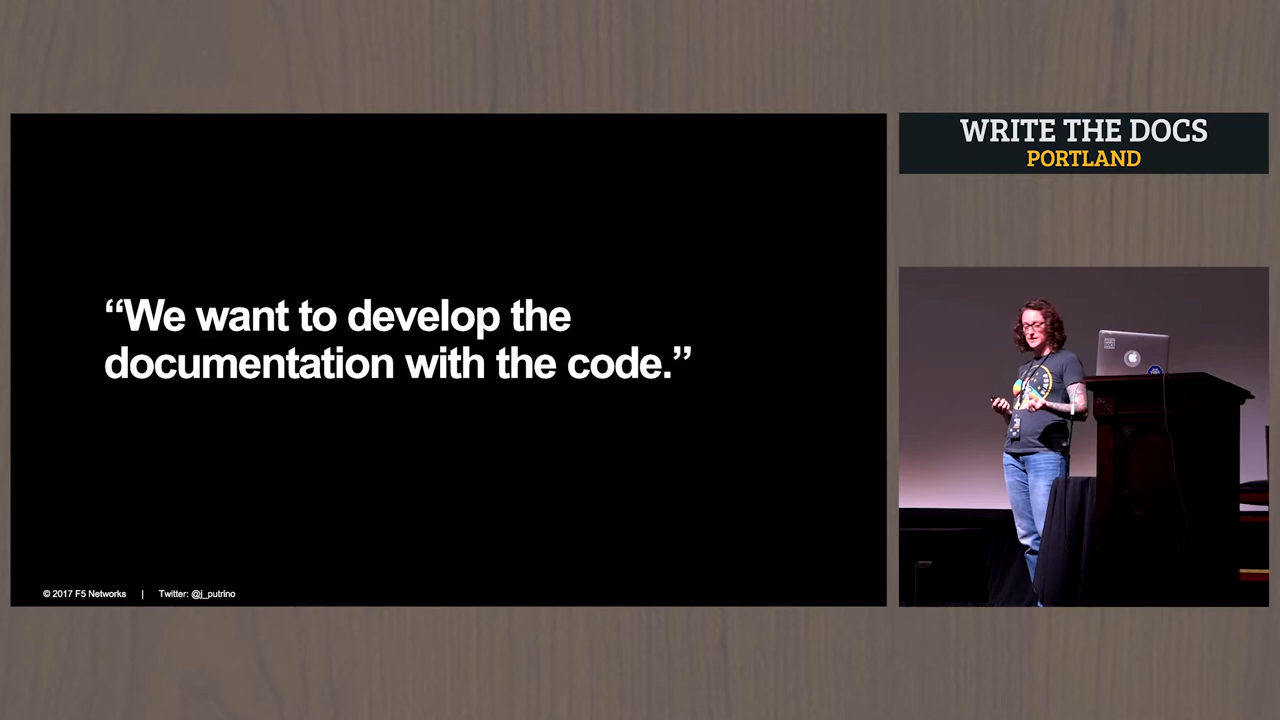 “We want to develop the
documentation with the code.”
© 2017 F5 Networks | Twitter: @j_putrino
WRITE THE DOCS
PORTLAND